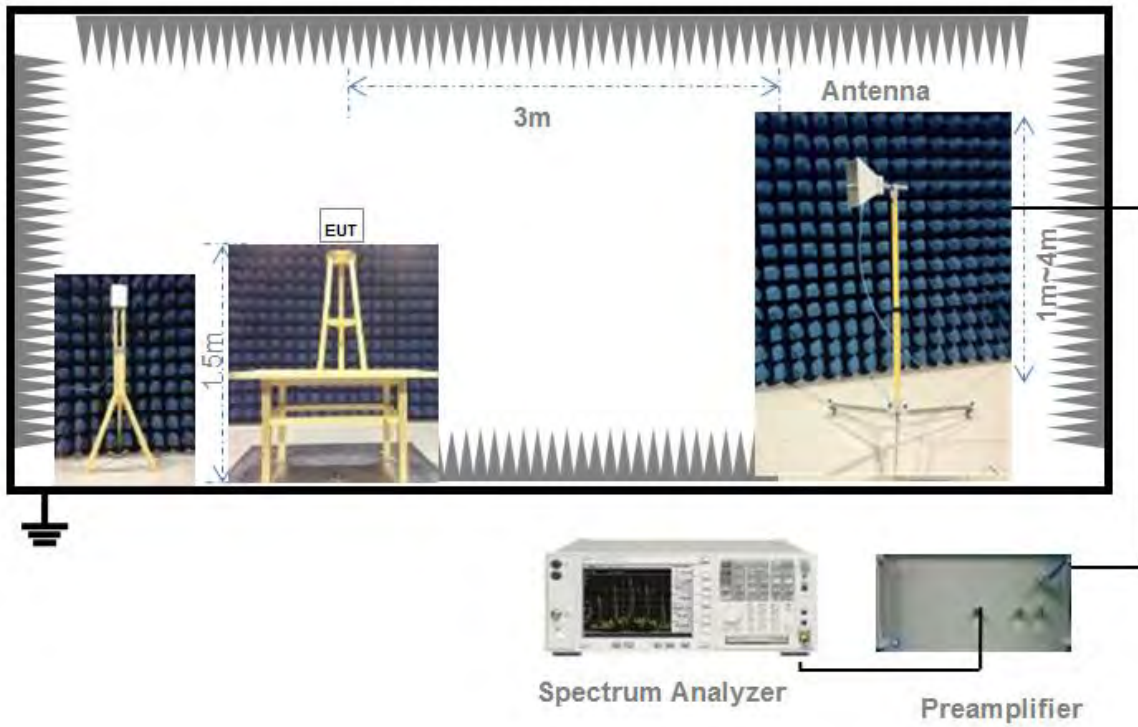 Antenna
3m
EUT
1.5m
1m~4m
Spectrum Analyzer
Preamplifier